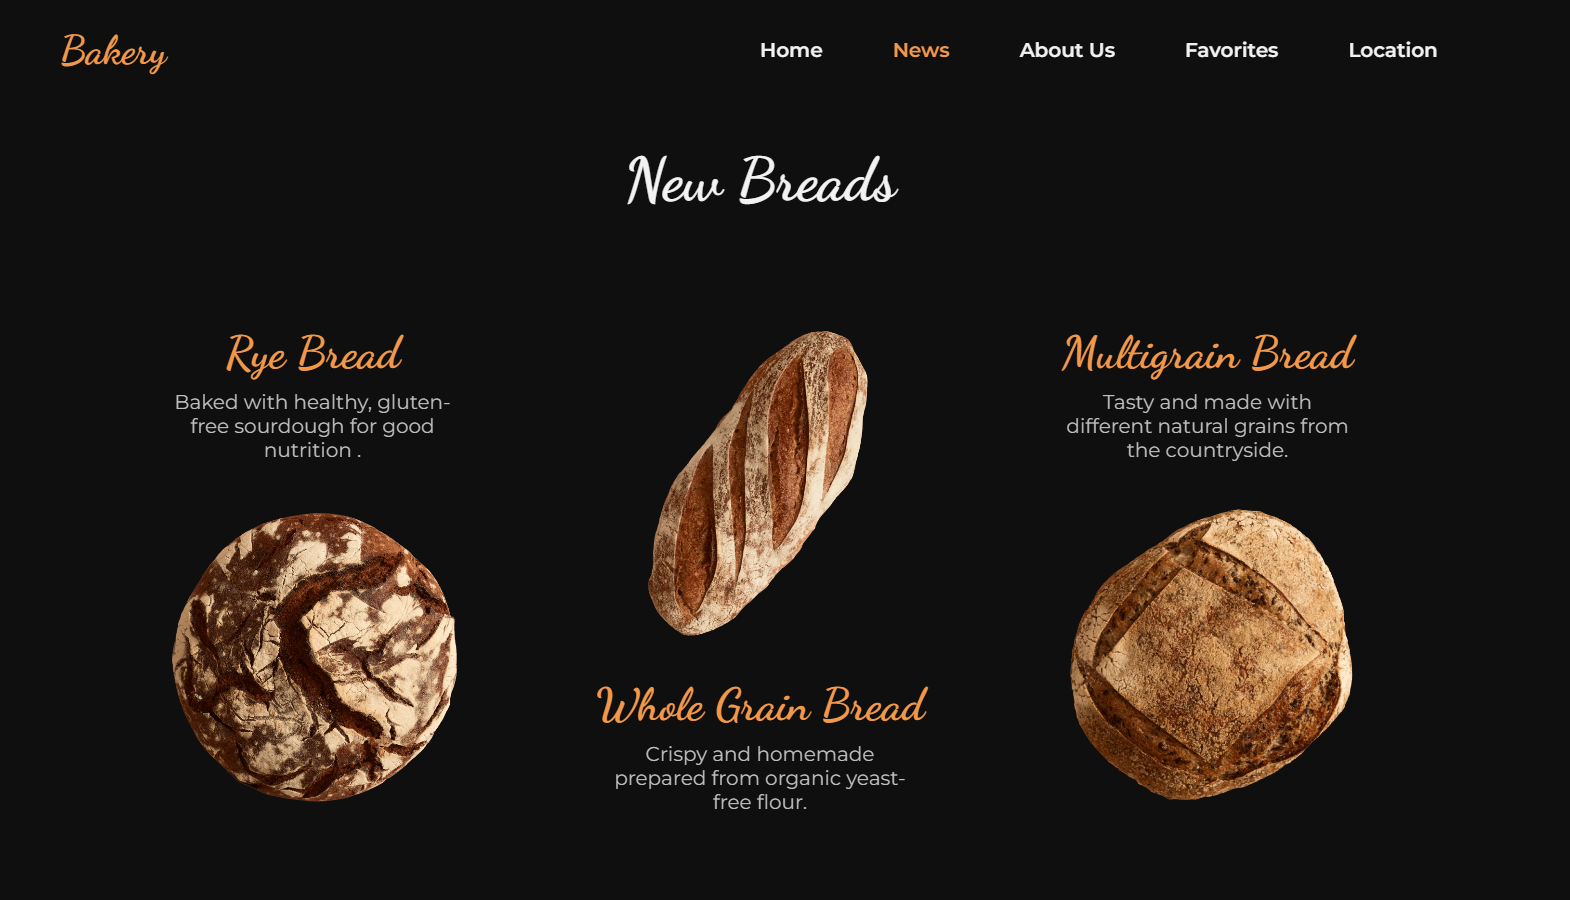 Bakery
Home
News
About Us
Favorites
Location
New Breads
Rye Bread
Baked with healthy, gluten-
free sourdough for good
nutrition .
Whole Grain Bread
Crispy and homemade
prepared from organic yeast-
free flour.
Multigrain Bread
Tasty and made with
different natural grains from
the countryside.